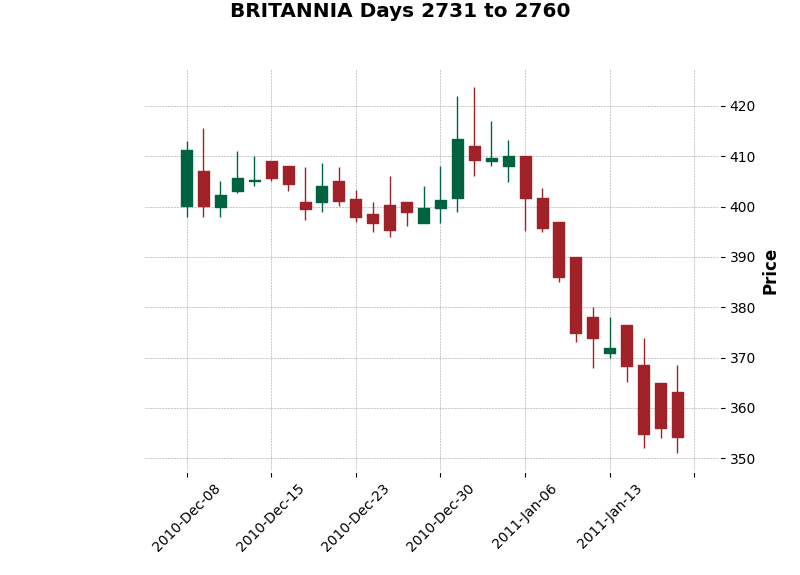 BRITANNIA Days 2731 to 2760
420
410
400
390
380
370
360
350
Price
2010-Dec-08
2010-Dec-15
2010-Dec-23
2010-Dec-30
2011-Jan-06
2011-Jan-13